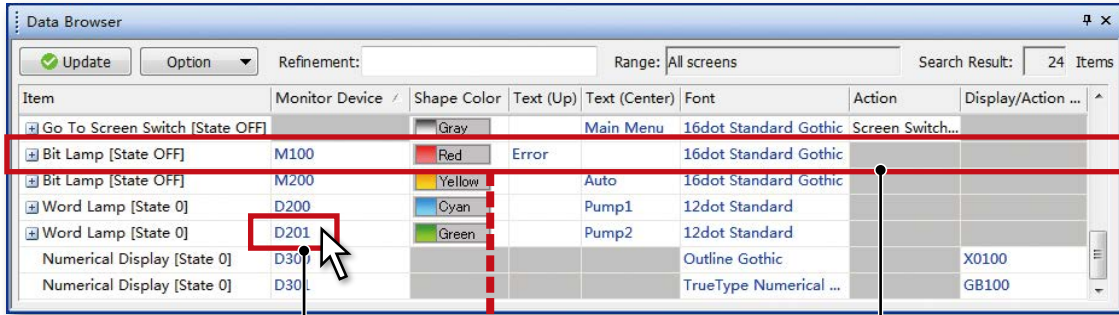 Data Browser
Update Option Refinement: Range: All screens Search Result: 24 Items
Item Monitor Device Shape Color Text (Up) Text (Center) Font Action Display/Action ...
Go To Screen Switch [State OFF] Gray Main Menu 16dot Standard Gothic Screen Switch...
Bit Lamp [State OFF] M100 Red Error 16dot Standard Gothic
Bit Lamp [State OFF] M200 Yellow Auto 16dot Standard Gothic
Word Lamp [State 0] D200 Cyan Pump1 12dot Standard
Word Lamp [State 0] D201 Green Pump2 12dot Standard
Numerical Display [State 0] D300 Outline Gothic X0100
Numerical Display [State 0] D301 TrueType Numerical ... GB100